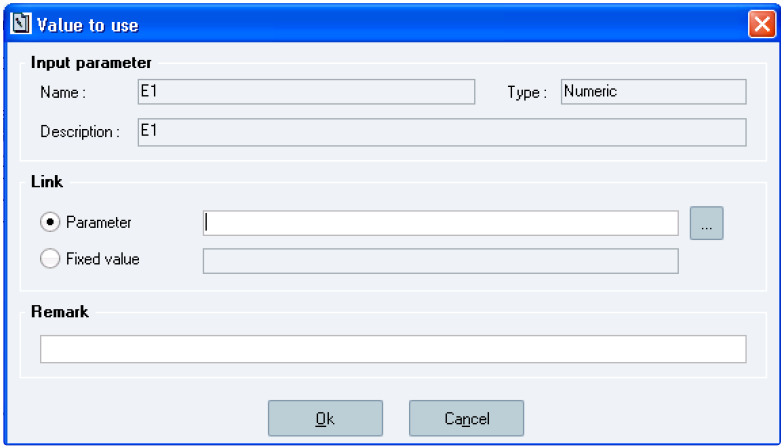 Value to use
Input parameter
Name : E1 Type : Numeric
Description : E1
Link
Parameter ...
Fixed value
Remark
Ok Cancel